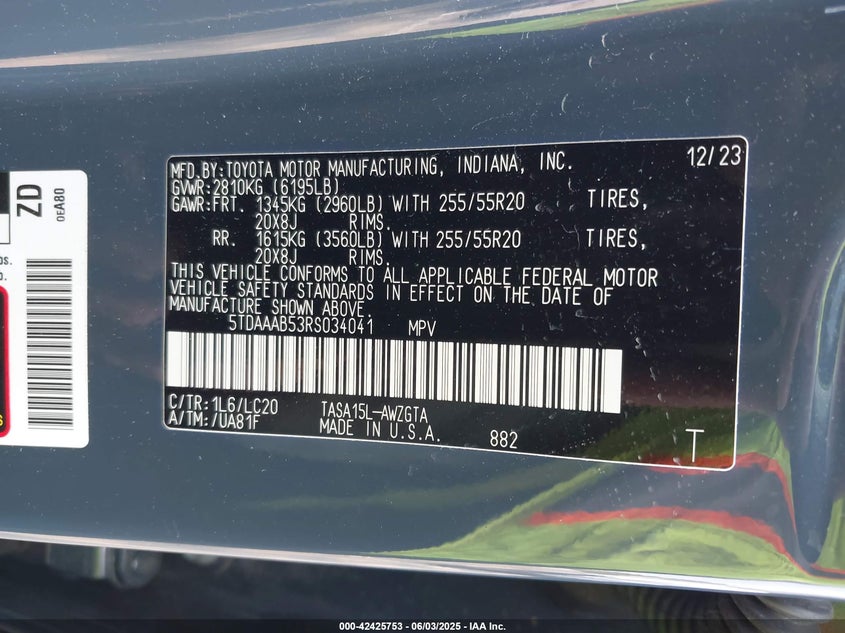 MFD.BY:TOYOTA MOTOR MANUFACTURING, INDIANA, INC. 12/23
GVWR:2810KG (6195LB)
GAWR:FRT. 1345KG (2960LB) WITH 255/55R20 TIRES,
20X8J RIMS.
RR. 1615KG (3560LB) WITH 255/55R20 TIRES,
20X8J RIMS.
THIS VEHICLE CONFORMS TO ALL APPLICABLE FEDERAL MOTOR
VEHICLE SAFETY STANDARDS IN EFFECT ON THE DATE OF
MANUFACTURE SHOWN ABOVE.
5TDAAAB53RS034041 MPV
C/TR:1L6/LC20 TASA15L-AWZGTA
A/TM:/UA81F MADE IN U.S.A. 882 T
ZD
0EA80
000-42425753 - 06/03/2025 - IAA Inc.